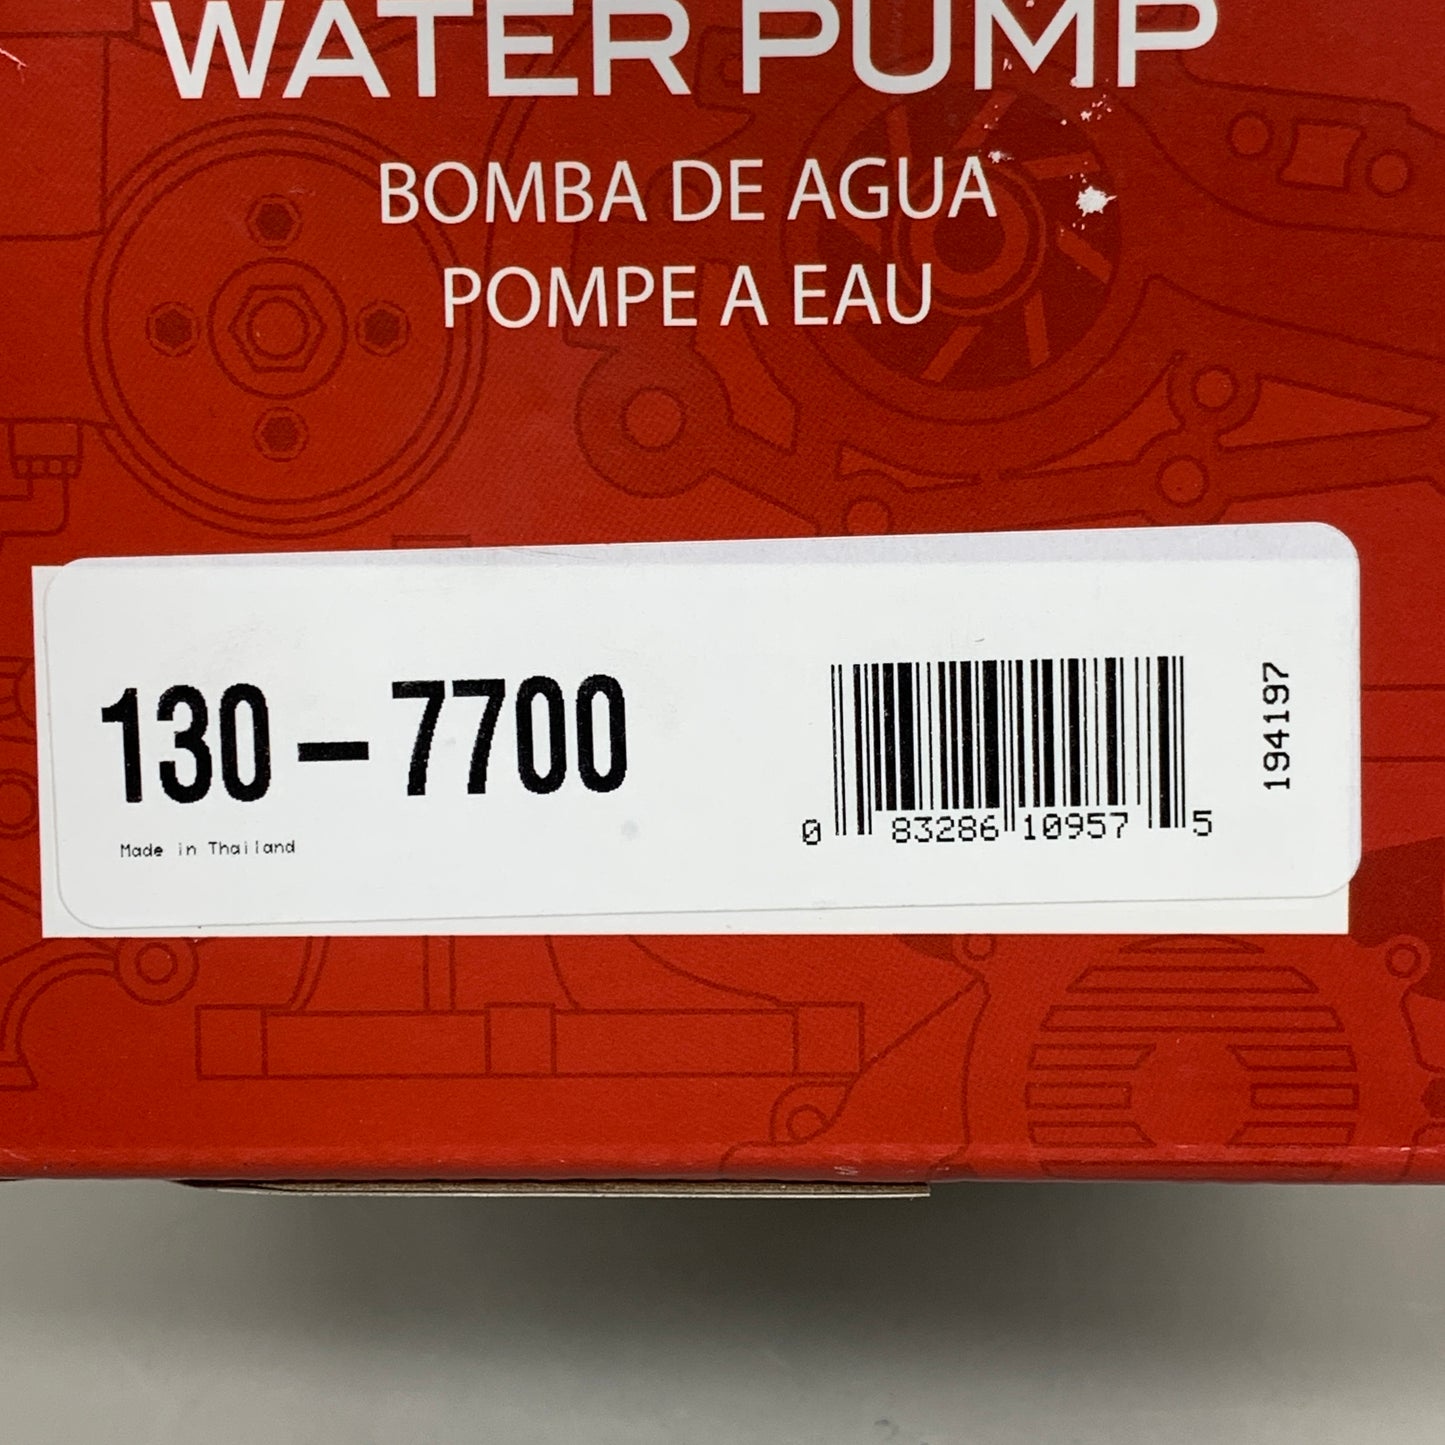 WATER PUMP
BOMBA DE AGUA
POMPE A EAU
130-7700
Made in Thailand
0 83286 10957 5
194197